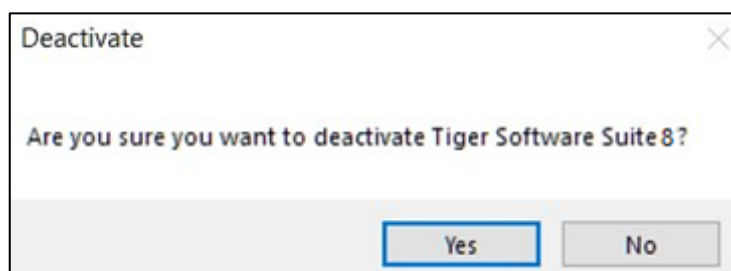 Deactivate
Are you sure you want to deactivate Tiger Software Suite 8?
Yes No